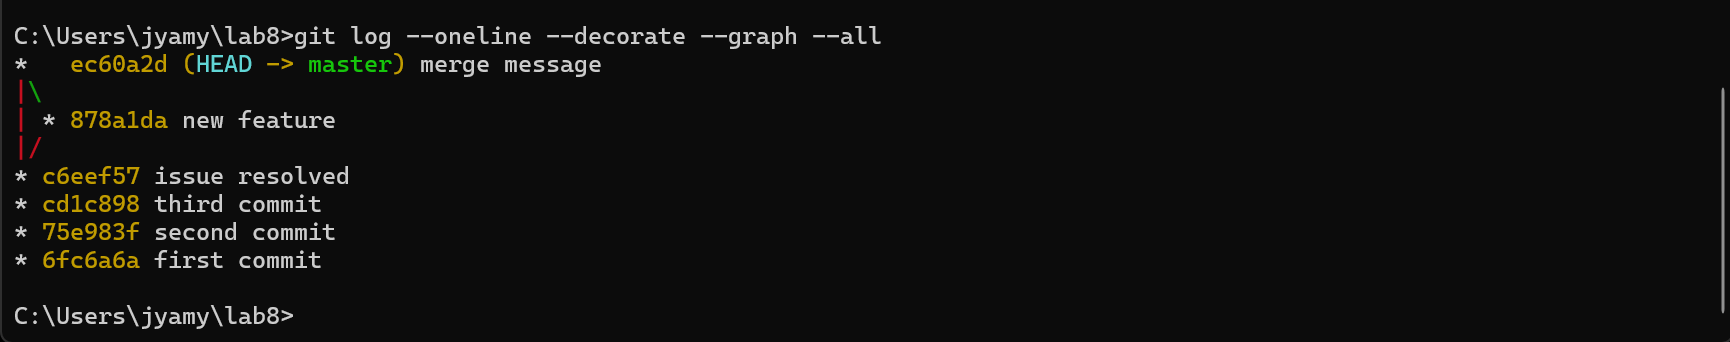 C:\Users\jyamy\lab8>git log --oneline --decorate --graph --all
*   ec60a2d (HEAD -> master) merge message
|\
| * 878a1da new feature
|/
* c6eef57 issue resolved
* cd1c898 third commit
* 75e983f second commit
* 6fc6a6a first commit
C:\Users\jyamy\lab8>